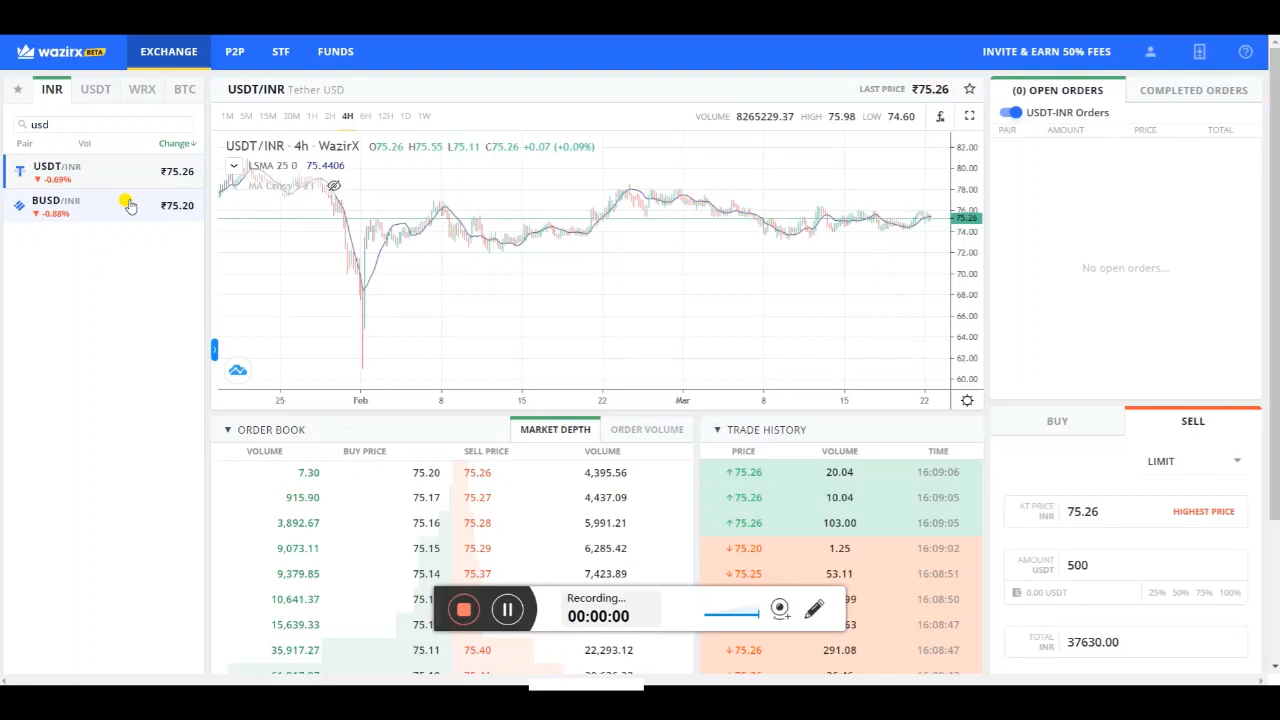 wazirx BETA
EXCHANGE P2P STF FUNDS INVITE & EARN 50% FEES
INR USDT WRX BTC
usd
Pair Vol Change↓
USDT/INR ₹75.26
▼ -0.69%
BUSD/INR ₹75.20
▼ -0.88%
USDT/INR Tether USD LAST PRICE ₹75.26
1M 5M 15M 30M 1H 2H 4H 6H 12H 1D 1W VOLUME 8265229.37 HIGH 75.98 LOW 74.60
USDT/INR · 4h · WazirX O75.26 H75.55 L75.11 C75.26 +0.07 (+0.09%)
LSMA 25 0 75.4406
82.00
80.00
78.00
76.00
75.26
74.00
72.00
70.00
68.00
66.00
64.00
62.00
60.00
25 Feb 8 15 22 Mar 8 15 22
(0) OPEN ORDERS COMPLETED ORDERS
USDT-INR Orders
PAIR AMOUNT PRICE TOTAL
No open orders...
▼ ORDER BOOK MARKET DEPTH ORDER VOLUME
VOLUME BUY PRICE SELL PRICE VOLUME
7.30 75.20 75.26 4,395.56
915.90 75.17 75.27 4,437.09
3,892.67 75.16 75.28 5,991.21
9,073.11 75.15 75.29 6,285.42
9,379.85 75.14 75.37 7,423.89
10,641.37
15,639.33
35,917.27 75.11 75.40 22,293.12
▼ TRADE HISTORY
PRICE VOLUME TIME
↑75.26 20.04 16:09:06
↑75.26 10.04 16:09:05
↑75.26 103.00 16:09:05
↓75.20 1.25 16:09:02
↓75.25 53.11 16:08:51
16:08:50
16:08:47
↓75.26 291.08 16:08:47
Recording...
00:00:00
BUY SELL
LIMIT
AT PRICE INR 75.26 HIGHEST PRICE
AMOUNT USDT 500
0.00 USDT 25% 50% 75% 100%
TOTAL INR 37630.00